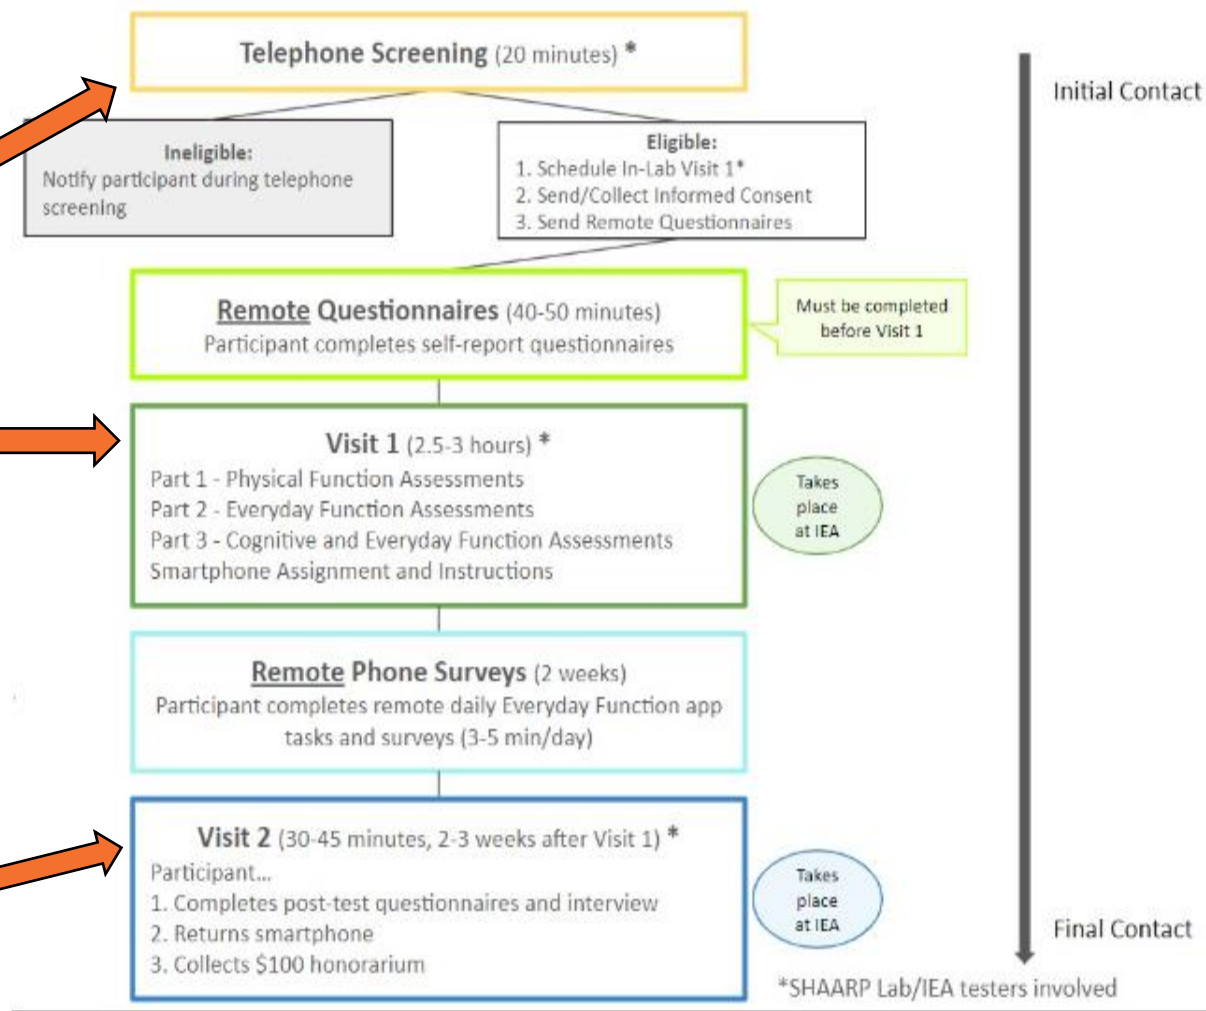 Telephone Screening (20 minutes) *
Initial Contact
Ineligible:
Notify participant during telephone
screening
Eligible:
1. Schedule In-Lab Visit 1*
2. Send/Collect Informed Consent
3. Send Remote Questionnaires
Remote Questionnaires (40-50 minutes)
Participant completes self-report questionnaires
Must be completed
before Visit 1
Visit 1 (2.5-3 hours) *
Part 1 - Physical Function Assessments
Part 2 - Everyday Function Assessments
Part 3 - Cognitive and Everyday Function Assessments
Smartphone Assignment and Instructions
Takes
place
at IEA
Remote Phone Surveys (2 weeks)
Participant completes remote daily Everyday Function app
tasks and surveys (3-5 min/day)
Visit 2 (30-45 minutes, 2-3 weeks after Visit 1) *
Participant...
1. Completes post-test questionnaires and interview
2. Returns smartphone
3. Collects $100 honorarium
Takes
place
at IEA
Final Contact
*SHAARP Lab/IEA testers involved